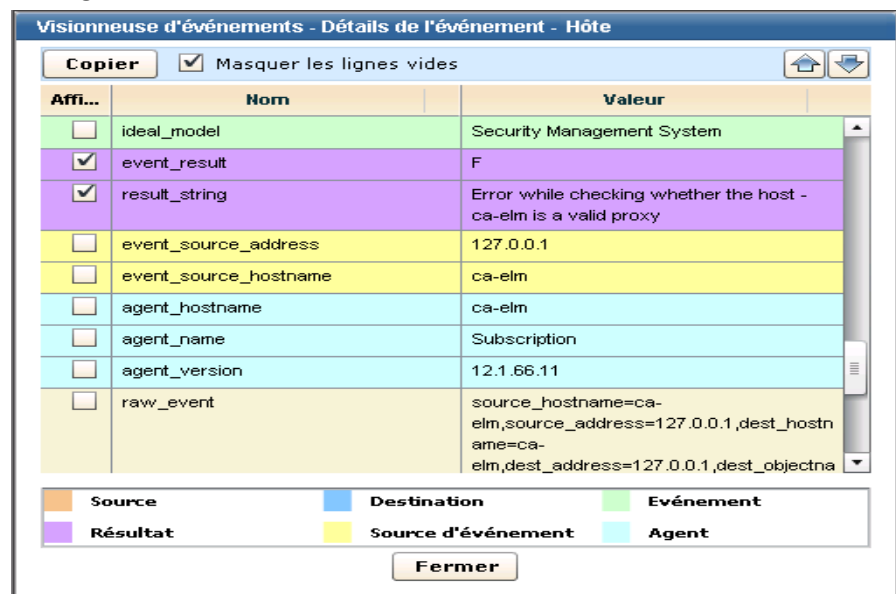 Visionneuse d'événements - Détails de l'événement - Hôte
Copier Masquer les lignes vides
Affi... Nom Valeur
ideal_model Security Management System
event_result F
result_string Error while checking whether the host -
ca-elm is a valid proxy
event_source_address 127.0.0.1
event_source_hostname ca-elm
agent_hostname ca-elm
agent_name Subscription
agent_version 12.1.66.11
raw_event source_hostname=ca-
elm,source_address=127.0.0.1,dest_hostn
ame=ca-
elm,dest_address=127.0.0.1,dest_objectna
Source Destination Evénement
Résultat Source d'événement Agent
Fermer